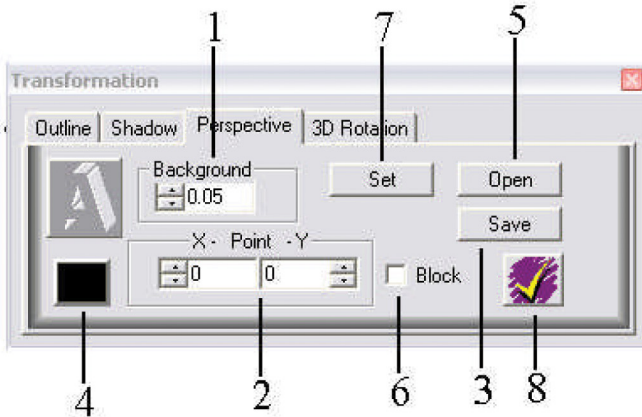 1 7 5
Transformation
Outline Shadow Perspective 3D Rotation
Background
0.05
Set
Open
Save
X - Point - Y
0 0
Block
4 2 6 3 8